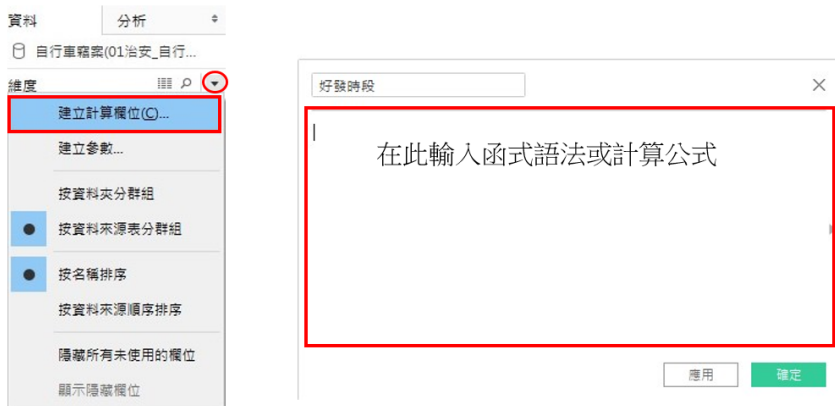 資料
分析
自行車竊案(01治安_自行...
維度
建立計算欄位(C)...
建立參數...
按資料夾分群組
按資料來源表分群組
按名稱排序
按資料來源順序排序
隱藏所有未使用的欄位
顯示隱藏欄位
好發時段
在此輸入函式語法或計算公式
應用
確定